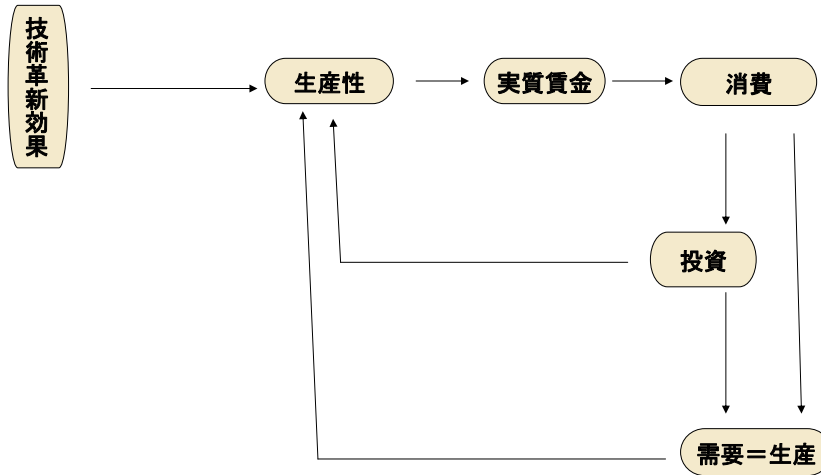 技術革新効果
生産性
実質賃金
消費
投資
需要＝生産